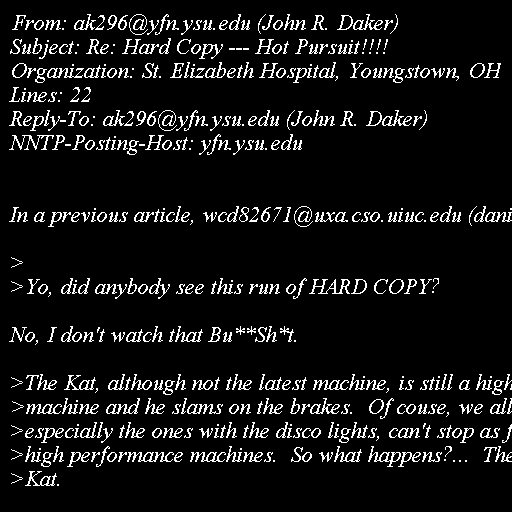 From: ak296@yfn.ysu.edu (John R. Daker)
Subject: Re: Hard Copy --- Hot Pursuit!!!!
Organization: St. Elizabeth Hospital, Youngstown, OH
Lines: 22
Reply-To: ak296@yfn.ysu.edu (John R. Daker)
NNTP-Posting-Host: yfn.ysu.edu
In a previous article, wcd82671@uxa.cso.uiuc.edu (dani
>
>Yo, did anybody see this run of HARD COPY?
No, I don't watch that Bu**Sh*t.
>The Kat, although not the latest machine, is still a high
>machine and he slams on the brakes.  Of couse, we all
>especially the ones with the disco lights, can't stop as f
>high performance machines.  So what happens?...  The
>Kat.